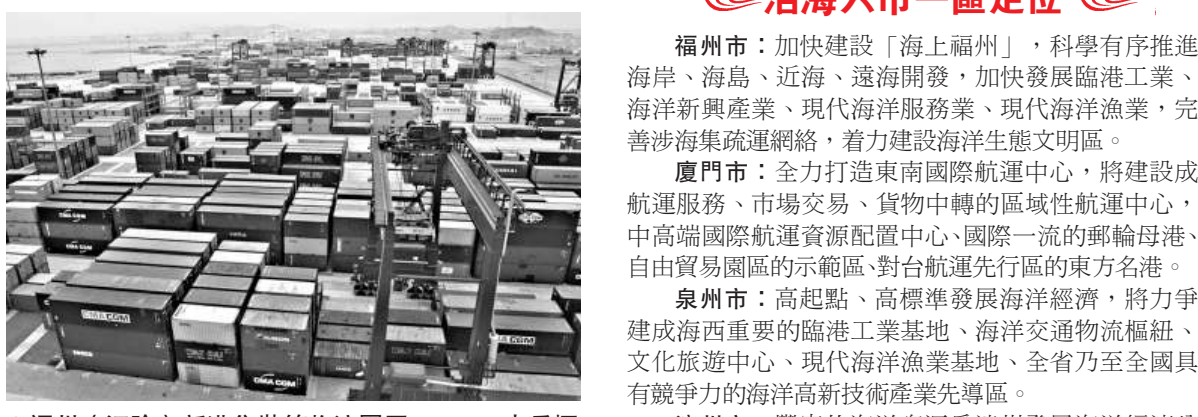 CMA CGM
CMA CGM
CMA CGM
CMA CGM
CMA CGM
沿海六市一區定位
福州市：加快建設「海上福州」，科學有序推進
海岸、海島、近海、遠海開發，加快發展臨港工業、
海洋新興產業、現代海洋服務業、現代海洋漁業，完
善涉海集疏運網絡，着力建設海洋生態文明區。
廈門市：全力打造東南國際航運中心，將建設成
航運服務、市場交易、貨物中轉的區域性航運中心，
中高端國際航運資源配置中心、國際一流的郵輪母港、
自由貿易園區的示範區、對台航運先行區的東方名港。
泉州市：高起點、高標準發展海洋經濟，將力爭
建成海西重要的臨港工業基地、海洋交通物流樞紐、
文化旅遊中心、現代海洋漁業基地、全省乃至全國具
有競爭力的海洋高新技術產業先導區。